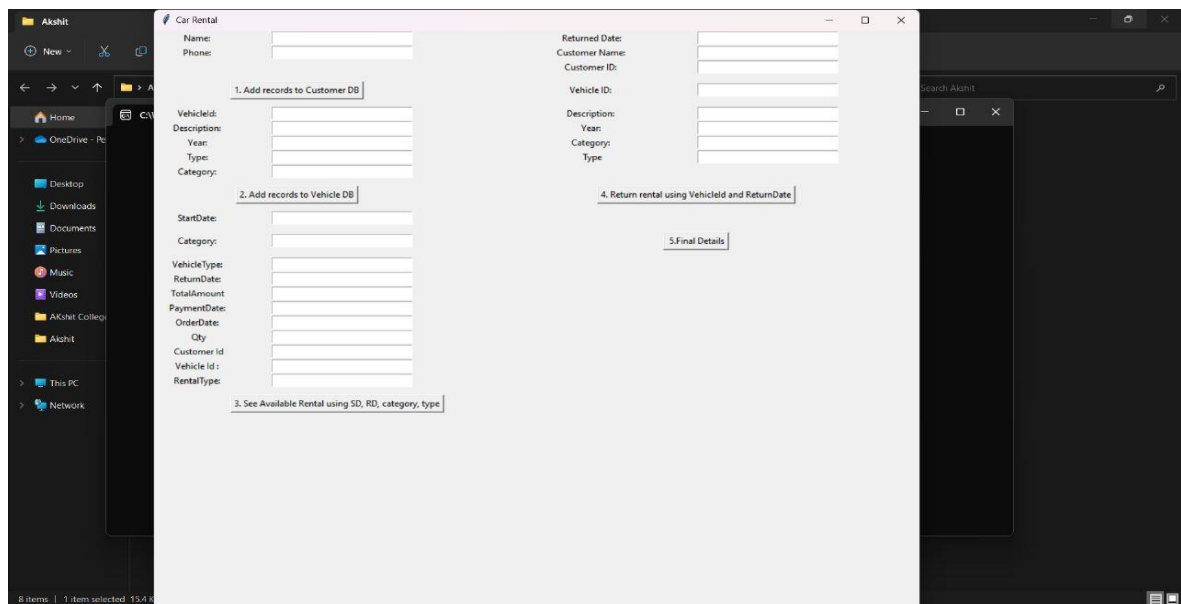 Akshit
Car Rental
New
Name:
Phone:
1. Add records to Customer DB
VehicleId:
Description:
Year:
Type:
Category:
2. Add records to Vehicle DB
StartDate:
Category:
VehicleType:
ReturnDate:
TotalAmount
PaymentDate:
OrderDate:
Qty
Customer Id
Vehicle Id :
RentalType:
3. See Available Rental using SD, RD, category, type
Returned Date:
Customer Name:
Customer ID:
Vehicle ID:
Description:
Year:
Category:
Type
4. Return rental using VehicleId and ReturnDate
5.Final Details
Search Akshit
Home
OneDrive - Pe
Desktop
Downloads
Documents
Pictures
Music
Videos
AKshit College
Akshit
This PC
Network
8 items | 1 item selected 15.4 K